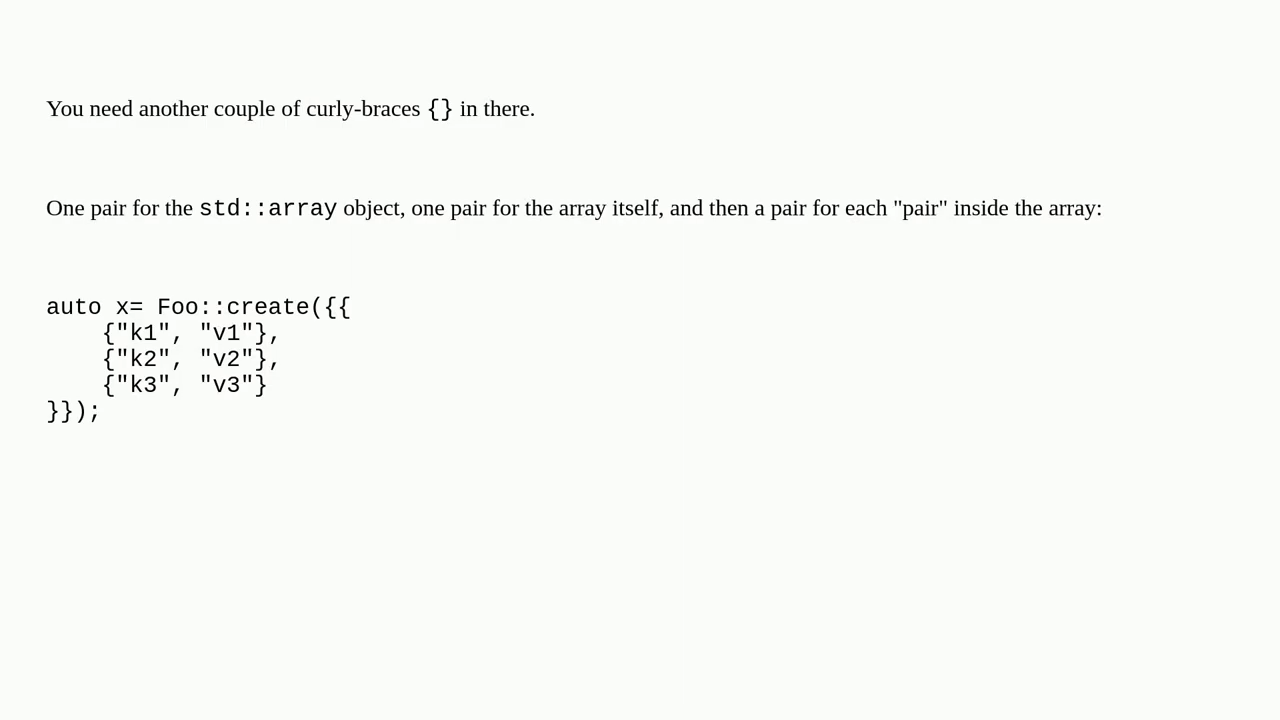 You need another couple of curly-braces {} in there.
One pair for the std::array object, one pair for the array itself, and then a pair for each "pair" inside the array:
auto x= Foo::create({{
    {"k1", "v1"},
    {"k2", "v2"},
    {"k3", "v3"}
}});